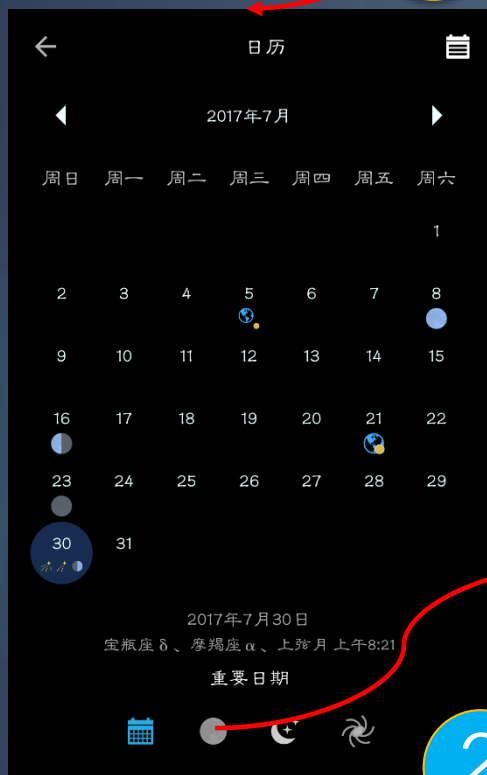 日历
2017年7月
周日 周一 周二 周三 周四 周五 周六
1
2 3 4 5 6 7 8
9 10 11 12 13 14 15
16 17 18 19 20 21 22
23 24 25 26 27 28 29
30 31
2017年7月30日
宝瓶座δ、摩羯座α、上弦月 上午8:21
重要日期
2